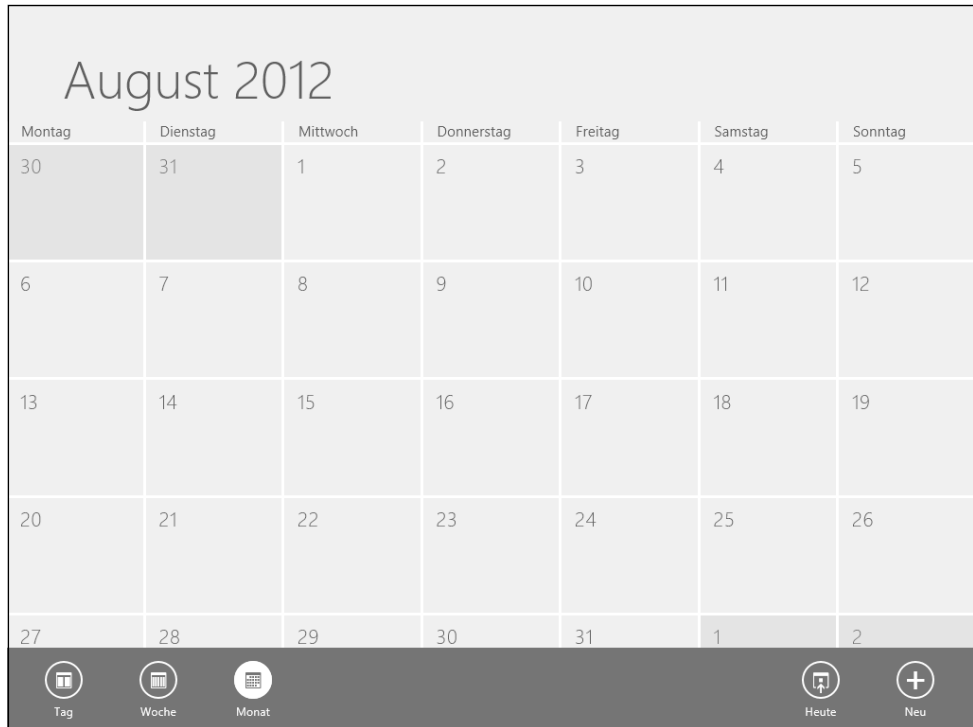 August 2012
Montag Dienstag Mittwoch Donnerstag Freitag Samstag Sonntag
30 31 1 2 3 4 5
6 7 8 9 10 11 12
13 14 15 16 17 18 19
20 21 22 23 24 25 26
27 28 29 30 31 1 2
Tag Woche Monat Heute Neu